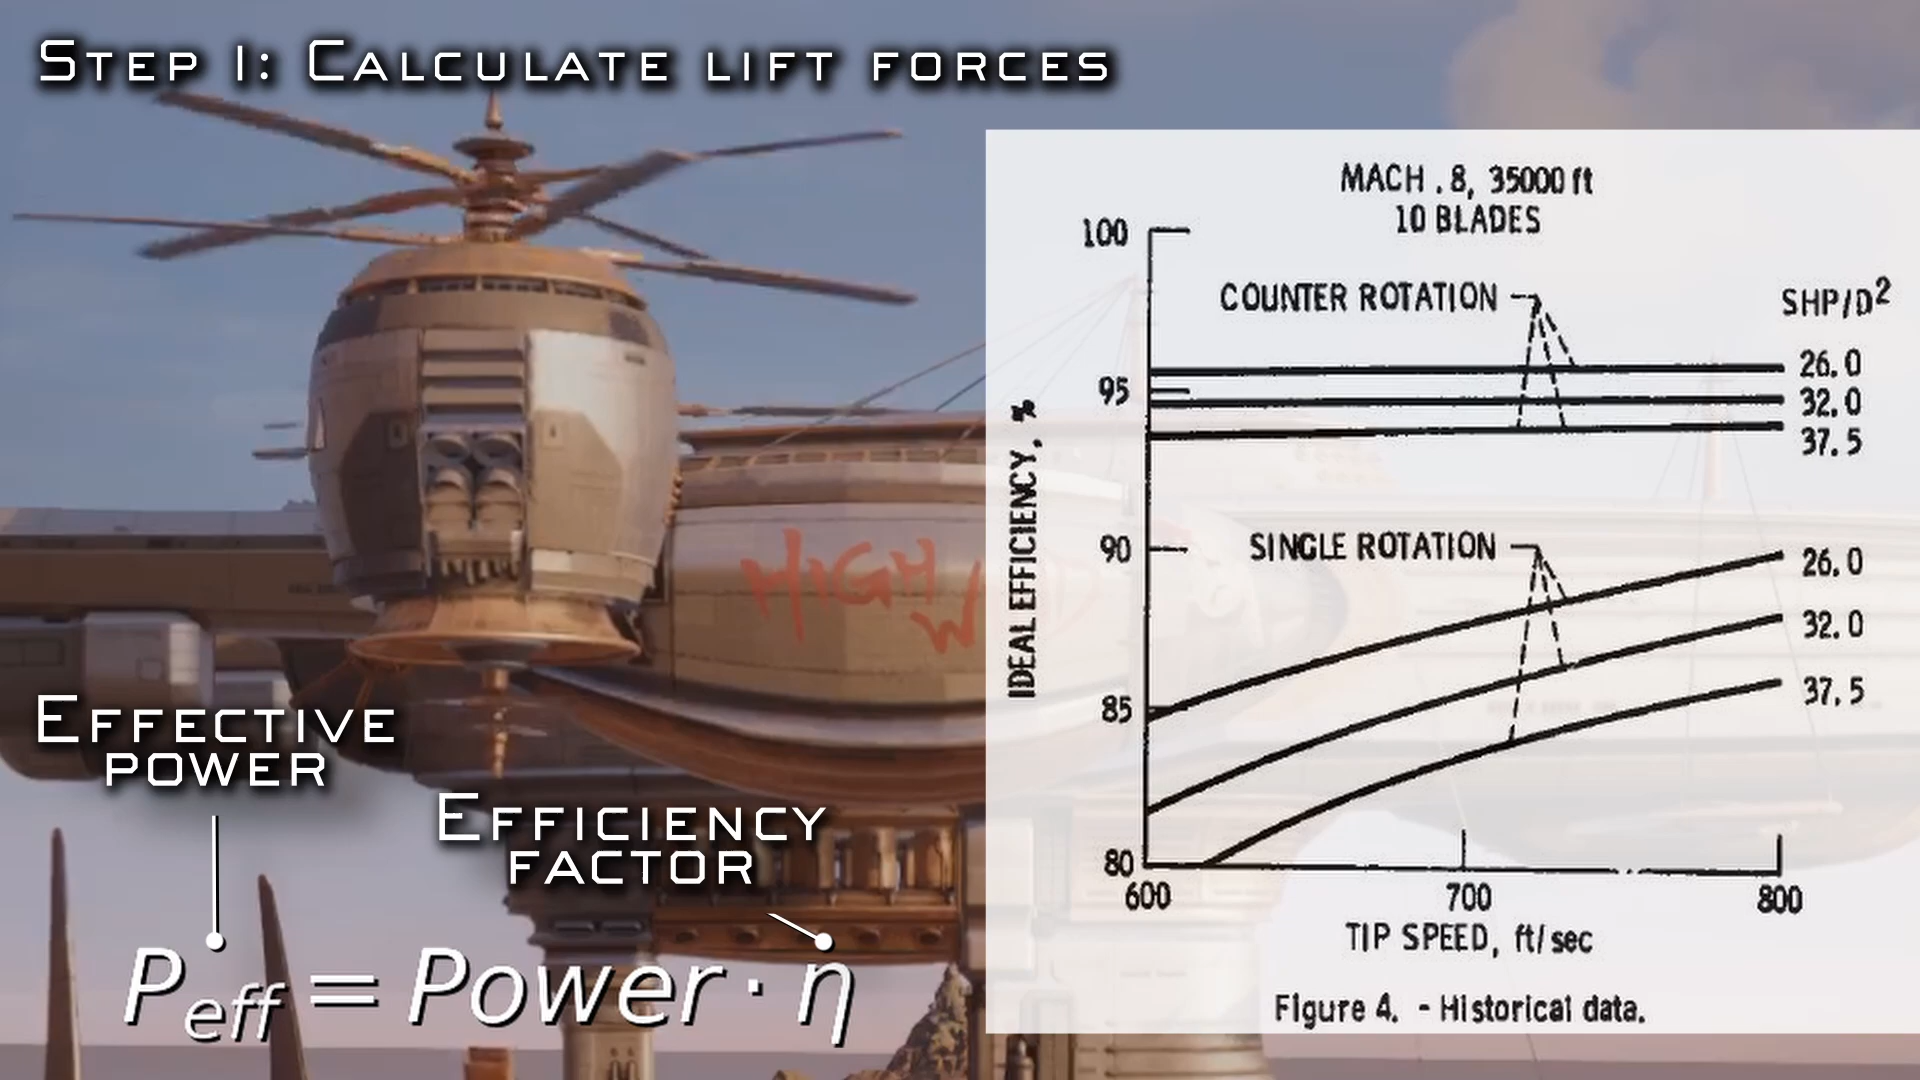 Step 1: Calculate lift forces
MACH .8, 35000 ft
10 BLADES
100
COUNTER ROTATION
SHP/D²
26.0
95
32.0
37.5
IDEAL EFFICIENCY, %
90
SINGLE ROTATION
26.0
32.0
85
37.5
80
600
700
800
TIP SPEED, ft/sec
Figure 4. - Historical data.
HIGH
W
Effective
power
Efficiency
factor
P_eff = Power · η